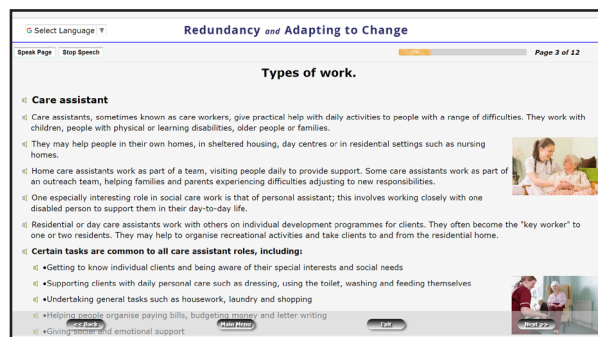 G Select Language ▼
Redundancy and Adapting to Change
Speak Page Stop Speech
Page 3 of 12
Types of work.
Care assistant
Care assistants, sometimes known as care workers, give practical help with daily activities to people with a range of difficulties. They work with
children, people with physical or learning disabilities, older people or families.
They may help people in their own homes, in sheltered housing, day centres or in residential settings such as nursing
homes.
Home care assistants work as part of a team, visiting people daily to provide support. Some care assistants work as part of
an outreach team, helping families and parents experiencing difficulties adjusting to new responsibilities.
One especially interesting role in social care work is that of personal assistant; this involves working closely with one
disabled person to support them in their day-to-day life.
Residential or day care assistants work with others on individual development programmes for clients. They often become the "key worker" to
one or two residents. They may help to organise recreational activities and take clients to and from the residential home.
Certain tasks are common to all care assistant roles, including:
•Getting to know individual clients and being aware of their special interests and social needs
•Supporting clients with daily personal care such as dressing, using the toilet, washing and feeding themselves
•Undertaking general tasks such as housework, laundry and shopping
•Helping people organise paying bills, budgeting money and letter writing
•Giving social and emotional support
<< Back Main Menu Exit Next >>